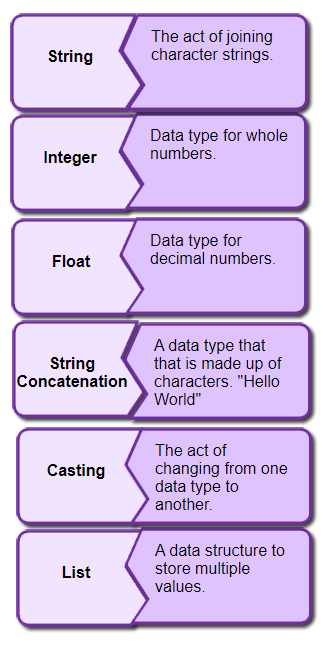 String
The act of joining
character strings.
Integer
Data type for whole
numbers.
Float
Data type for
decimal numbers.
String
Concatenation
A data type that
that is made up of
characters. "Hello
World"
Casting
The act of
changing from one
data type to
another.
List
A data structure to
store multiple
values.